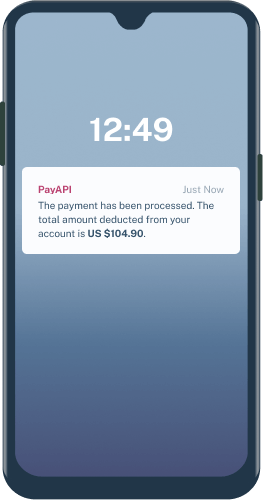 12:49
PayAPI Just Now
The payment has been processed. The
total amount deducted from your
account is US $104.90.